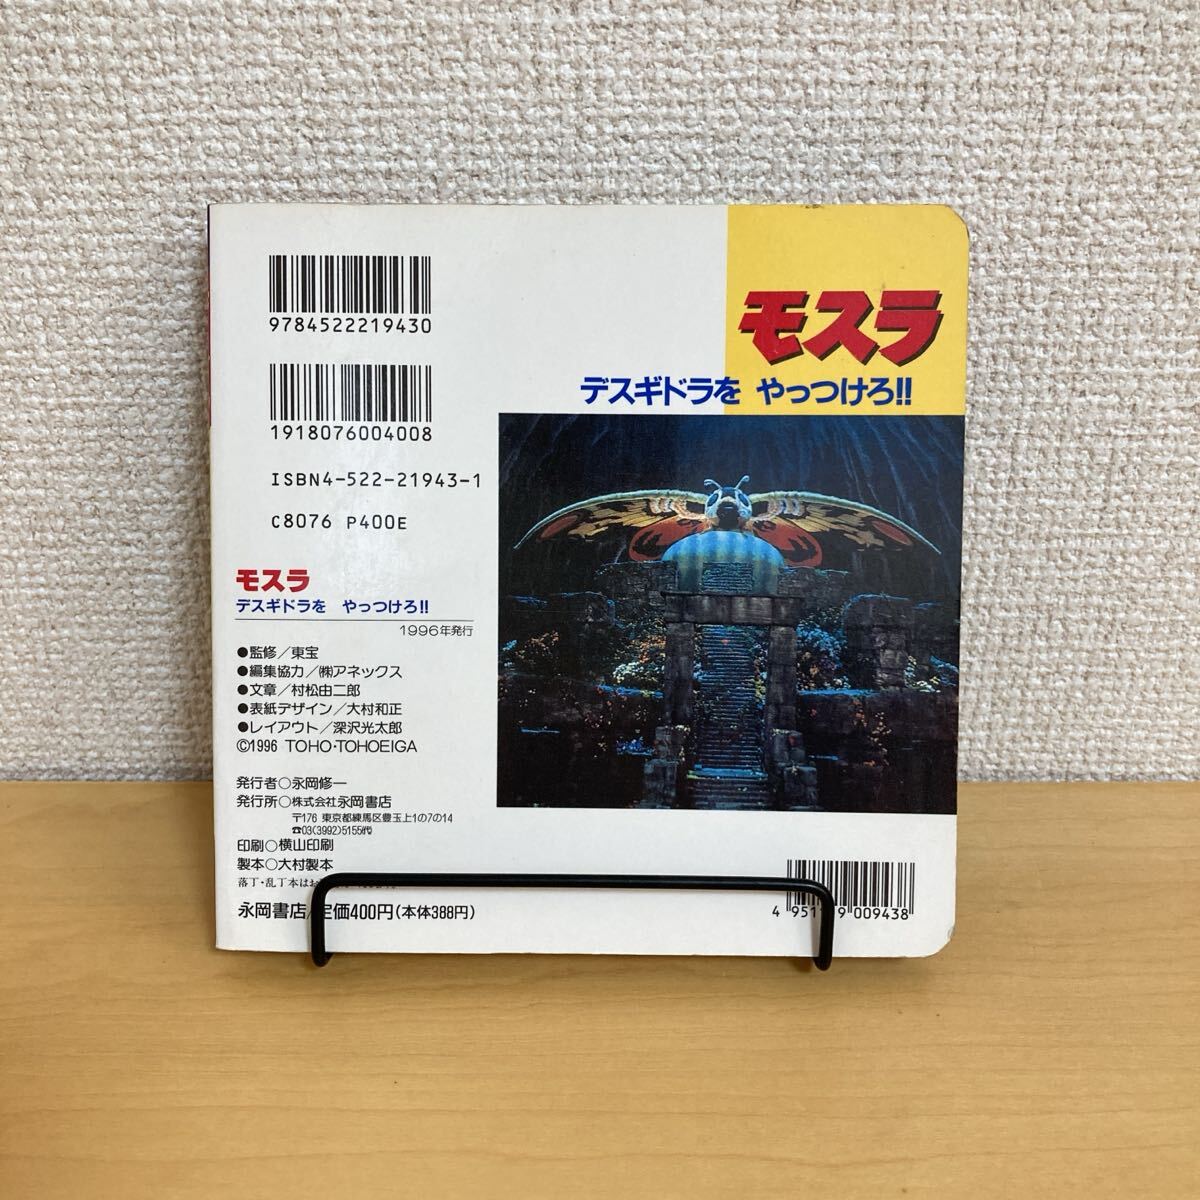 9784522219430
1918076004008
ISBN4-522-21943-1
C8076 P400E
モスラ
デスギドラを やっつけろ!!
モスラ
デスギドラを やっつけろ!!
1996年発行
●監修/東宝
●編集協力/㈱アネックス
●文章/村松由二郎
●表紙デザイン/大村和正
●レイアウト/深沢光太郎
©1996 TOHO・TOHOEIGA
発行者○永岡修一
発行所○株式会社永岡書店
〒176 東京都練馬区豊玉上1の7の14
☎03(3992)5155㈹
印刷○横山印刷
製本○大村製本
落丁・乱丁本はお
永岡書店/定価400円(本体388円)
4 951179 009438